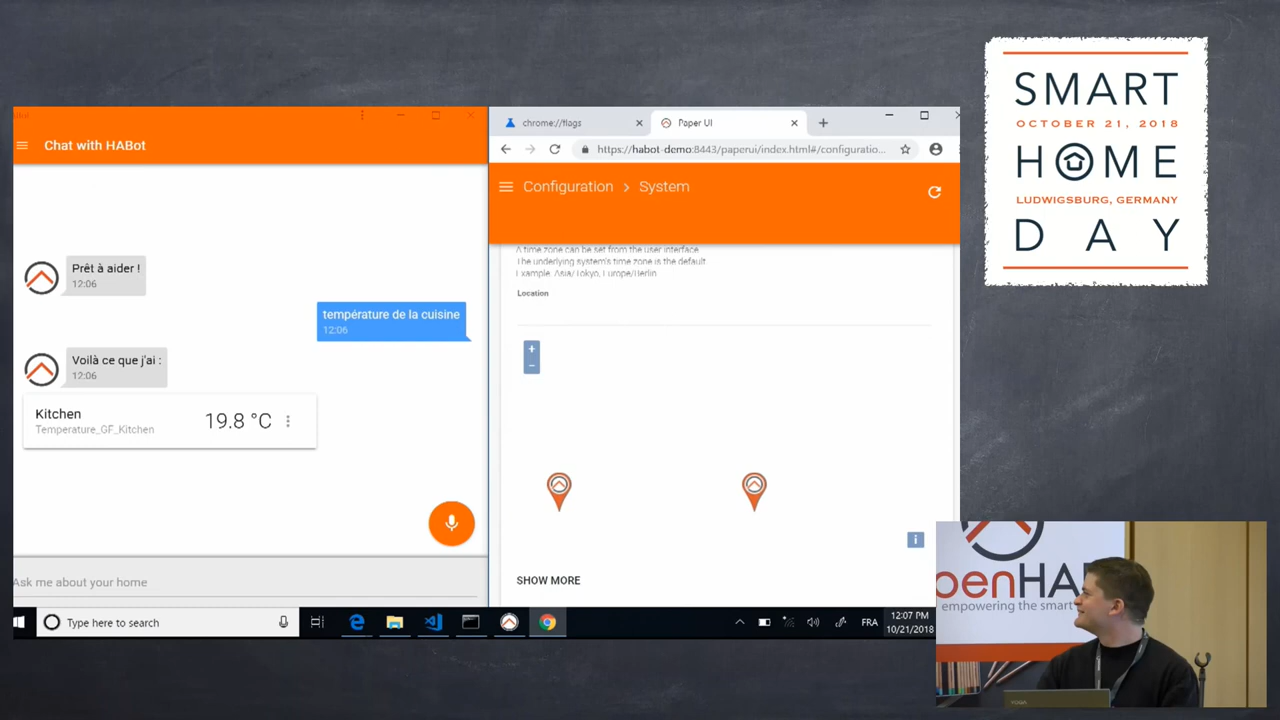 Chat with HABot
Prêt à aider !
12:06
température de la cuisine
12:06
Voilà ce que j'ai :
12:06
Kitchen
Temperature_GF_Kitchen
19.8 °C
Ask me about your home
chrome://flags
Paper UI
https://habot-demo:8443/paperui/index.html#/configuratio...
Configuration > System
A time zone can be set from the user interface.
The underlying system's time zone is the default.
Example: Asia/Tokyo, Europe/Berlin
Location
+
−
i
SHOW MORE
Type here to search
FRA
12:07 PM
10/21/2018
SMART
OCTOBER 21, 2018
HOME
LUDWIGSBURG, GERMANY
DAY
penHAB
empowering the smart
YOGA